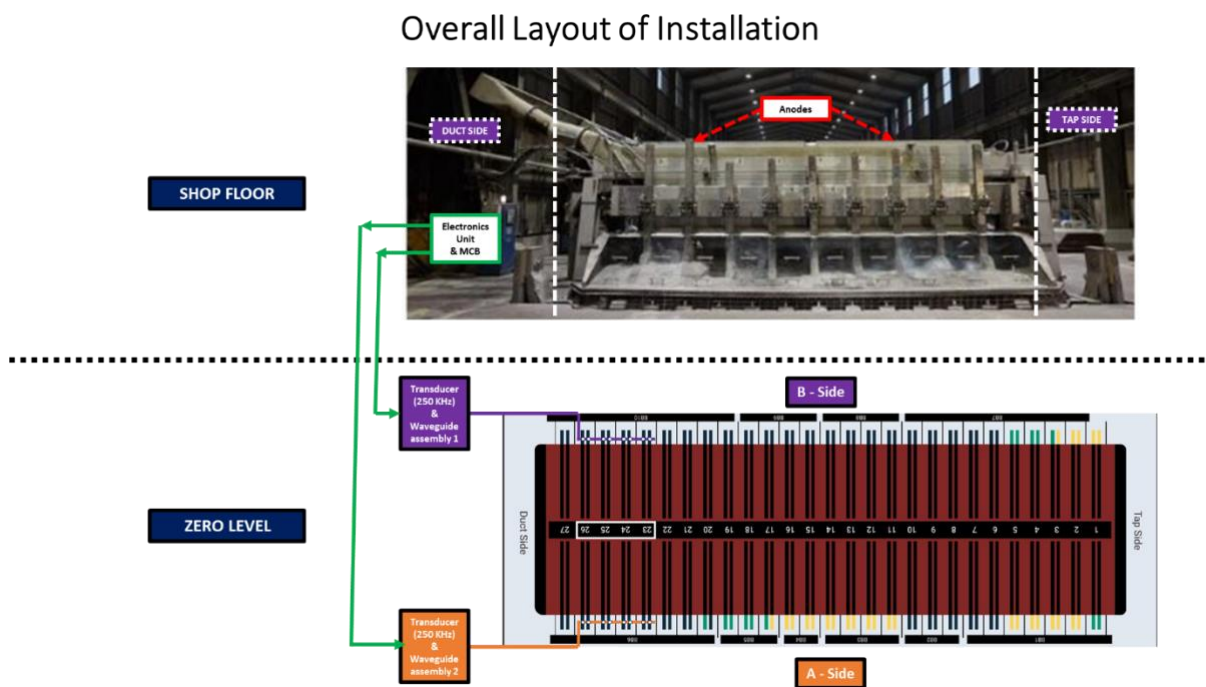 Overall Layout of Installation
DUCT SIDE
Anodes
TAP SIDE
SHOP FLOOR
Electronics
Unit
& MCB
Transducer
(250 KHz)
&
Waveguide
assembly 1
B - Side
Duct Side
27 26 25 24 23 22 21 20 19 18 17 16 15 14 13 12 11 10 9 8 7 6 5 4 3 2 1
Tap Side
ZERO LEVEL
Transducer
(250 KHz)
&
Waveguide
assembly 2
A - Side